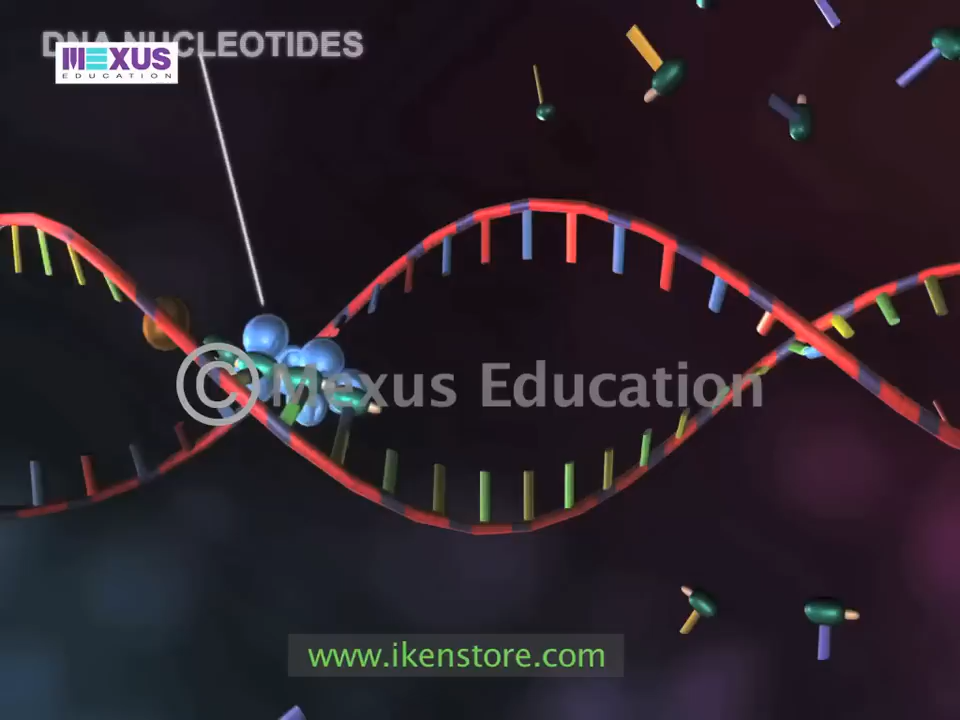 DNA NUCLEOTIDES
MEXUS
EDUCATION
© Mexus Education
www.ikenstore.com